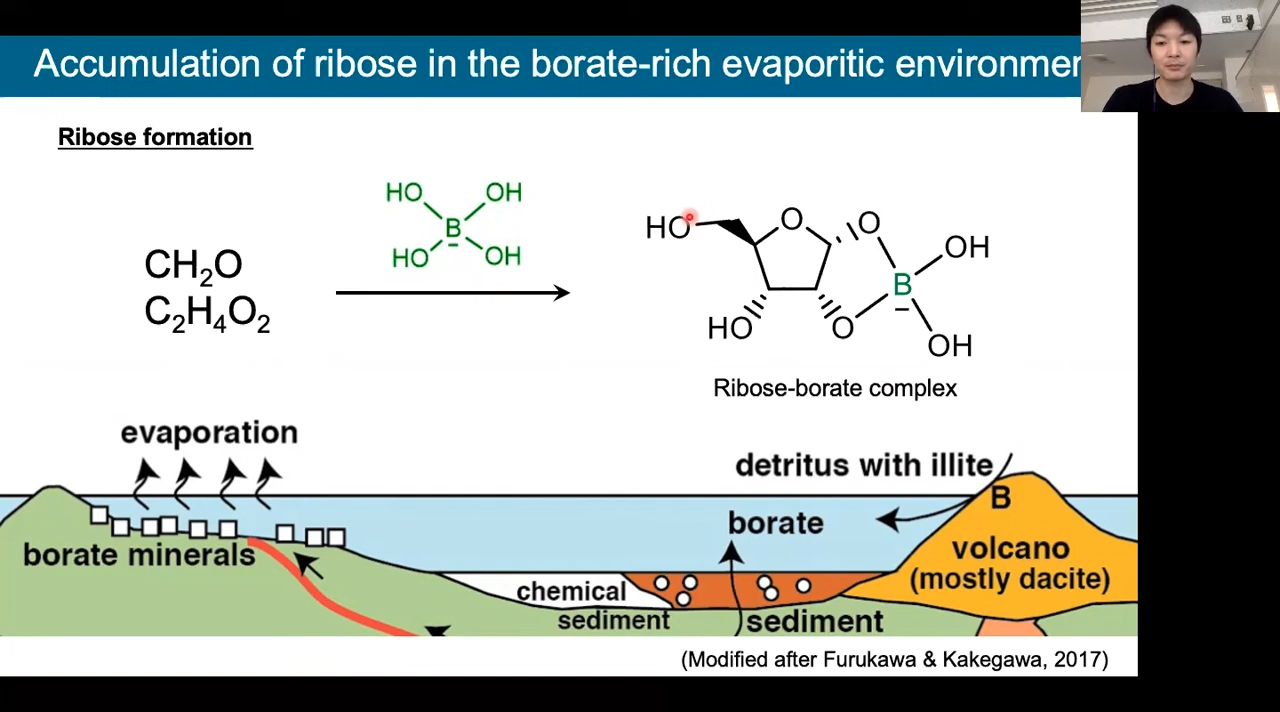 Accumulation of ribose in the borate-rich evaporitic environmen
Ribose formation
CH2O
C2H4O2
HO OH
B
−
HO OH
HO O O OH
B
−
HO O OH
Ribose-borate complex
evaporation
detritus with illite
B
borate
borate minerals
volcano
(mostly dacite)
chemical
sediment
sediment
(Modified after Furukawa & Kakegawa, 2017)